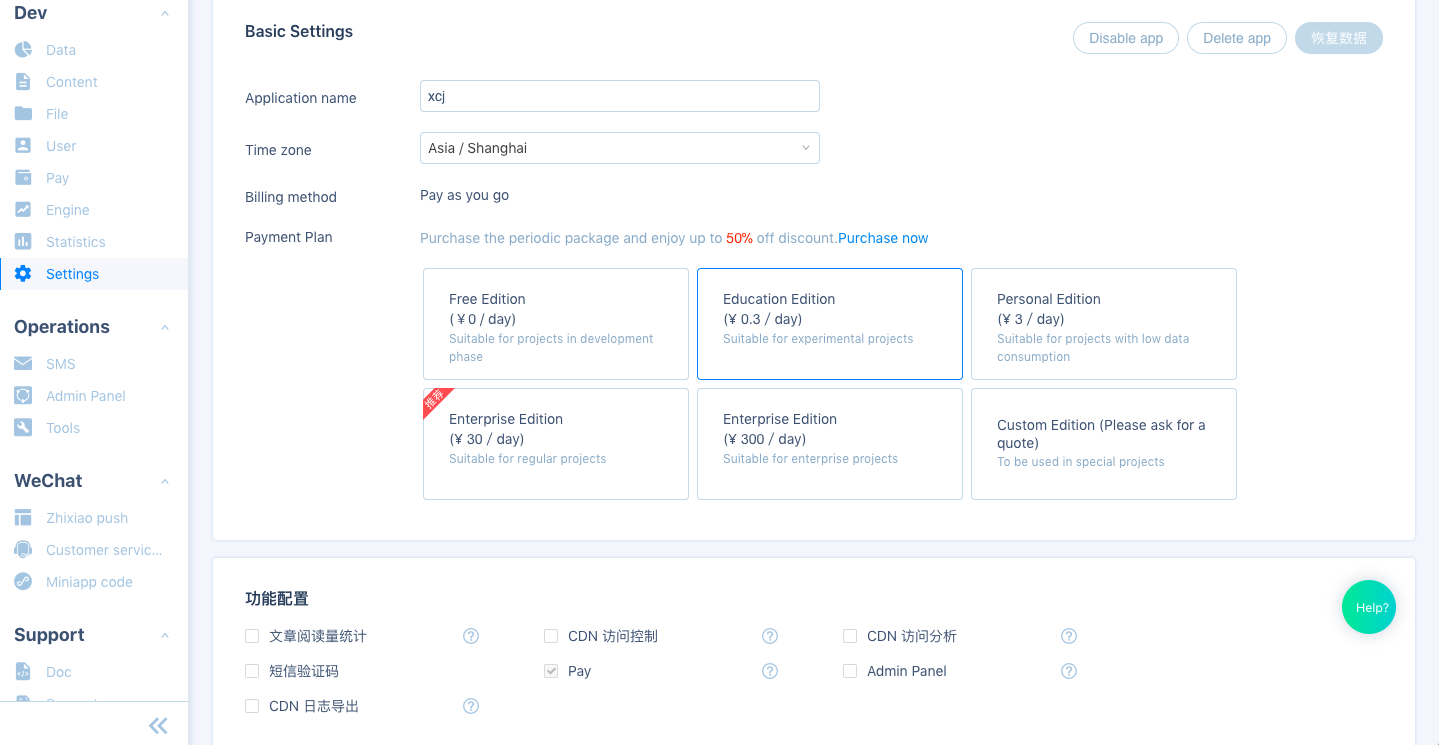 Dev
Data
Content
File
User
Pay
Engine
Statistics
Settings
Operations
SMS
Admin Panel
Tools
WeChat
Zhixiao push
Customer servic...
Miniapp code
Support
Doc
Basic Settings
Disable app
Delete app
恢复数据
Application name
xcj
Time zone
Asia / Shanghai
Billing method
Pay as you go
Payment Plan
Purchase the periodic package and enjoy up to 50% off discount.Purchase now
Free Edition
(￥0 / day)
Suitable for projects in development
phase
Education Edition
(¥ 0.3 / day)
Suitable for experimental projects
Personal Edition
(¥ 3 / day)
Suitable for projects with low data
consumption
推荐
Enterprise Edition
(¥ 30 / day)
Suitable for regular projects
Enterprise Edition
(¥ 300 / day)
Suitable for enterprise projects
Custom Edition (Please ask for a
quote)
To be used in special projects
功能配置
文章阅读量统计
CDN 访问控制
CDN 访问分析
短信验证码
Pay
Admin Panel
CDN 日志导出
Help?